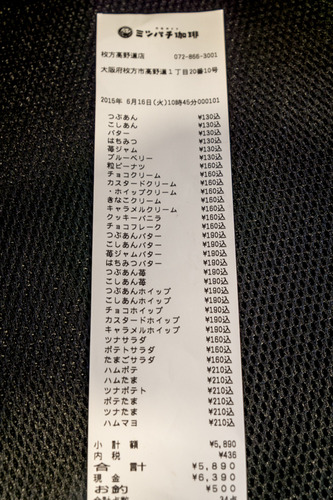 ミツバチ珈琲
枚方高野道店 072-866-3001
大阪府枚方市高野道1丁目20番10号
2015年 6月16日(火)10時45分000101
つぶあん ¥130込
こしあん ¥130込
バター ¥130込
はちみつ ¥130込
苺ジャム ¥130込
ブルーベリー ¥130込
粒ピーナツ ¥160込
チョコクリーム ¥160込
カスタードクリーム ¥160込
・ホイップクリーム ¥160込
きなこクリーム ¥160込
キャラメルクリーム ¥160込
クッキーバニラ ¥160込
チョコフレーク ¥160込
つぶあんバター ¥190込
こしあんバター ¥190込
苺ジャムバター ¥190込
はちみつバター ¥190込
つぶあん苺 ¥190込
こしあん苺 ¥190込
つぶあんホイップ ¥190込
こしあんホイップ ¥190込
チョコホイップ ¥190込
カスタードホイップ ¥190込
キャラメルホイップ ¥190込
ツナサラダ ¥160込
ポテトサラダ ¥160込
たまごサラダ ¥160込
ハムポテ ¥210込
ハムたま ¥210込
ツナポテト ¥210込
ポテたま ¥210込
ツナたま ¥210込
ハムマヨ ¥210込
小計額 ¥5,890
内税 ¥436
合計 ¥5,890
現金 ¥6,390
お釣 ¥500